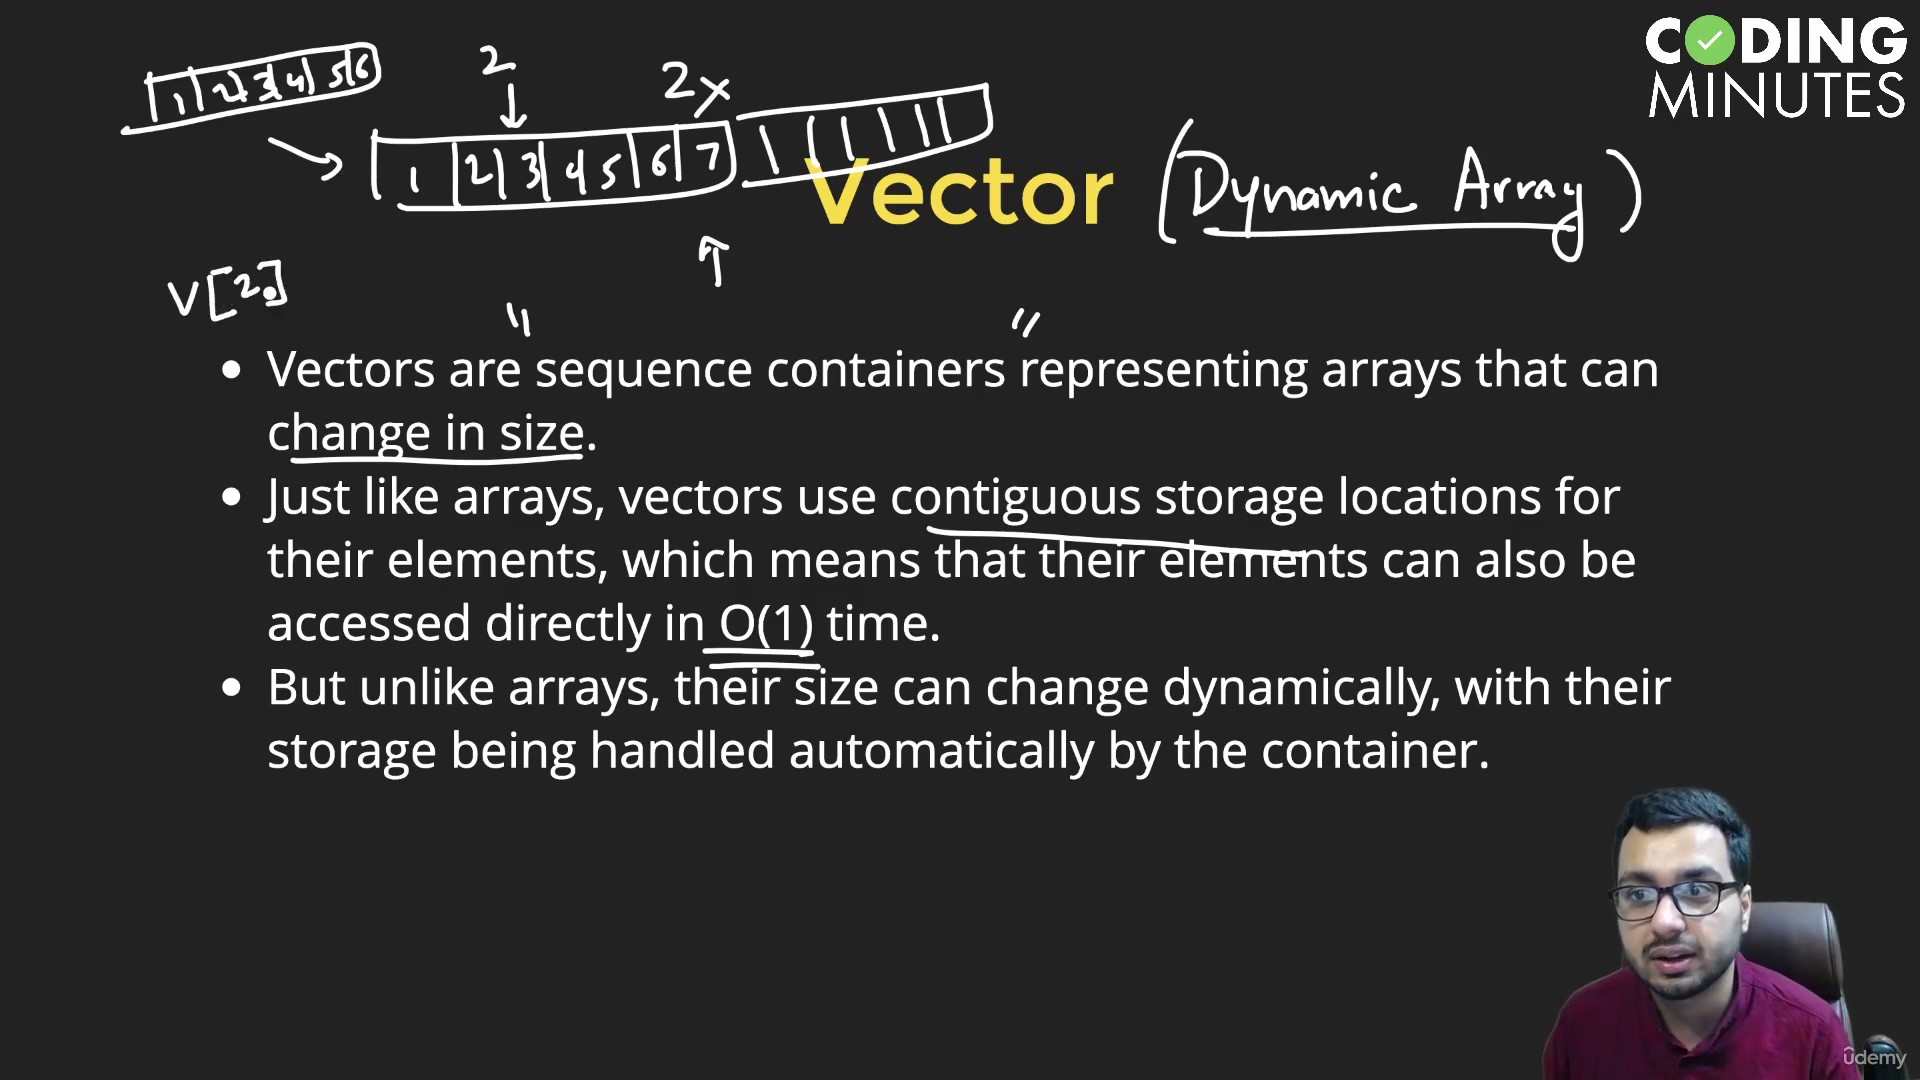 CODING
MINUTES
1 2 3 4 5 6
2
2x
1 2 3 4 5 6 7
Vector (Dynamic Array)
v[2]
• Vectors are sequence containers representing arrays that can
change in size.
• Just like arrays, vectors use contiguous storage locations for
their elements, which means that their elements can also be
accessed directly in O(1) time.
• But unlike arrays, their size can change dynamically, with their
storage being handled automatically by the container.
ûdemy